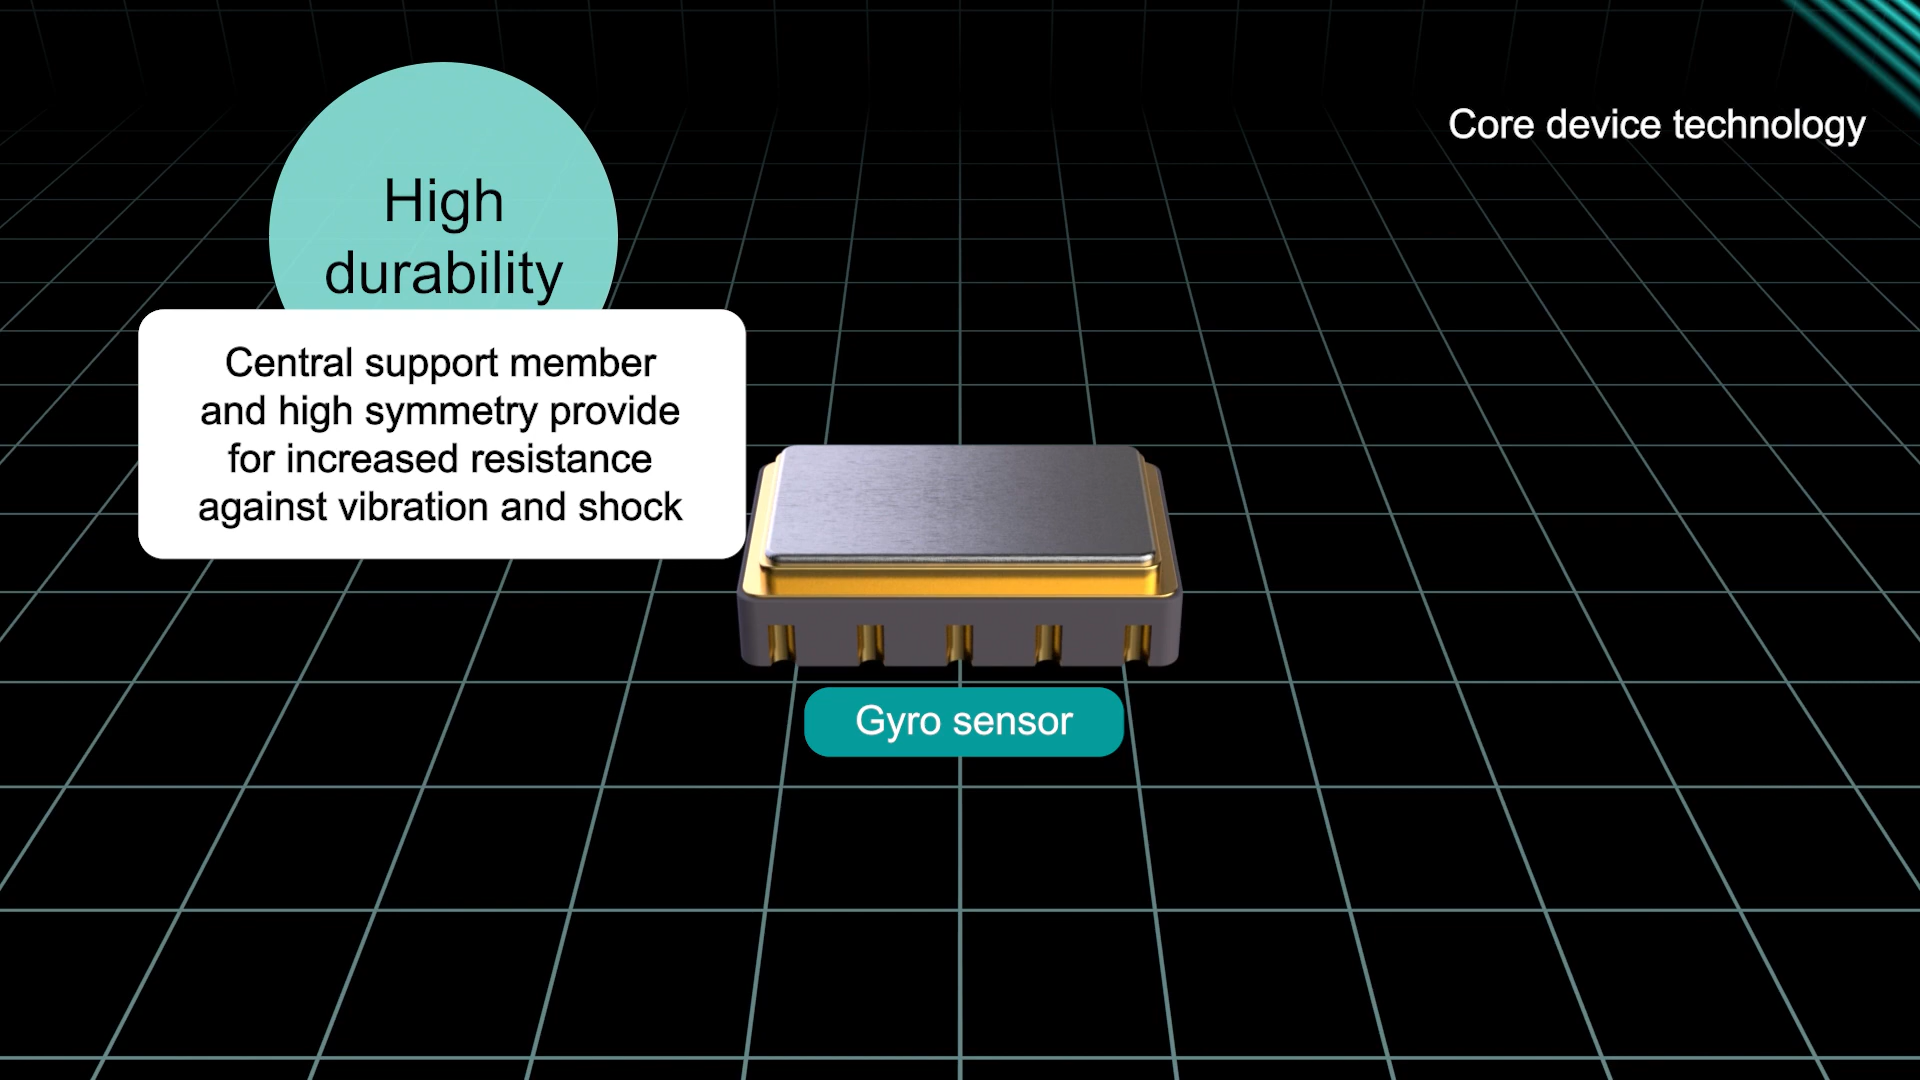 Core device technology
High
durability
Central support member
and high symmetry provide
for increased resistance
against vibration and shock
Gyro sensor